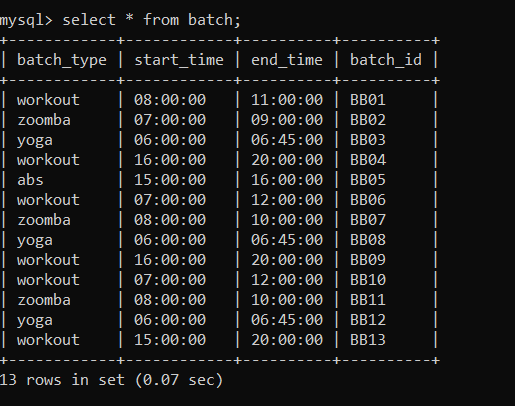 mysql> select * from batch;
+------------+------------+----------+----------+
| batch_type | start_time | end_time | batch_id |
+------------+------------+----------+----------+
| workout    | 08:00:00   | 11:00:00 | BB01     |
| zoomba     | 07:00:00   | 09:00:00 | BB02     |
| yoga       | 06:00:00   | 06:45:00 | BB03     |
| workout    | 16:00:00   | 20:00:00 | BB04     |
| abs        | 15:00:00   | 16:00:00 | BB05     |
| workout    | 07:00:00   | 12:00:00 | BB06     |
| zoomba     | 08:00:00   | 10:00:00 | BB07     |
| yoga       | 06:00:00   | 06:45:00 | BB08     |
| workout    | 16:00:00   | 20:00:00 | BB09     |
| workout    | 07:00:00   | 12:00:00 | BB10     |
| zoomba     | 08:00:00   | 10:00:00 | BB11     |
| yoga       | 06:00:00   | 06:45:00 | BB12     |
| workout    | 15:00:00   | 20:00:00 | BB13     |
+------------+------------+----------+----------+
13 rows in set (0.07 sec)